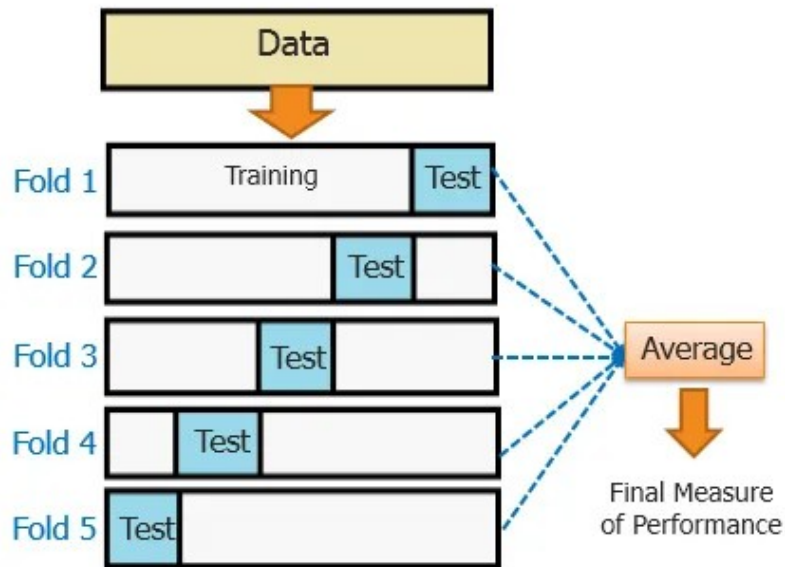 Data
Fold 1
Training
Test
Fold 2
Test
Fold 3
Test
Average
Fold 4
Test
Final Measure
of Performance
Fold 5
Test